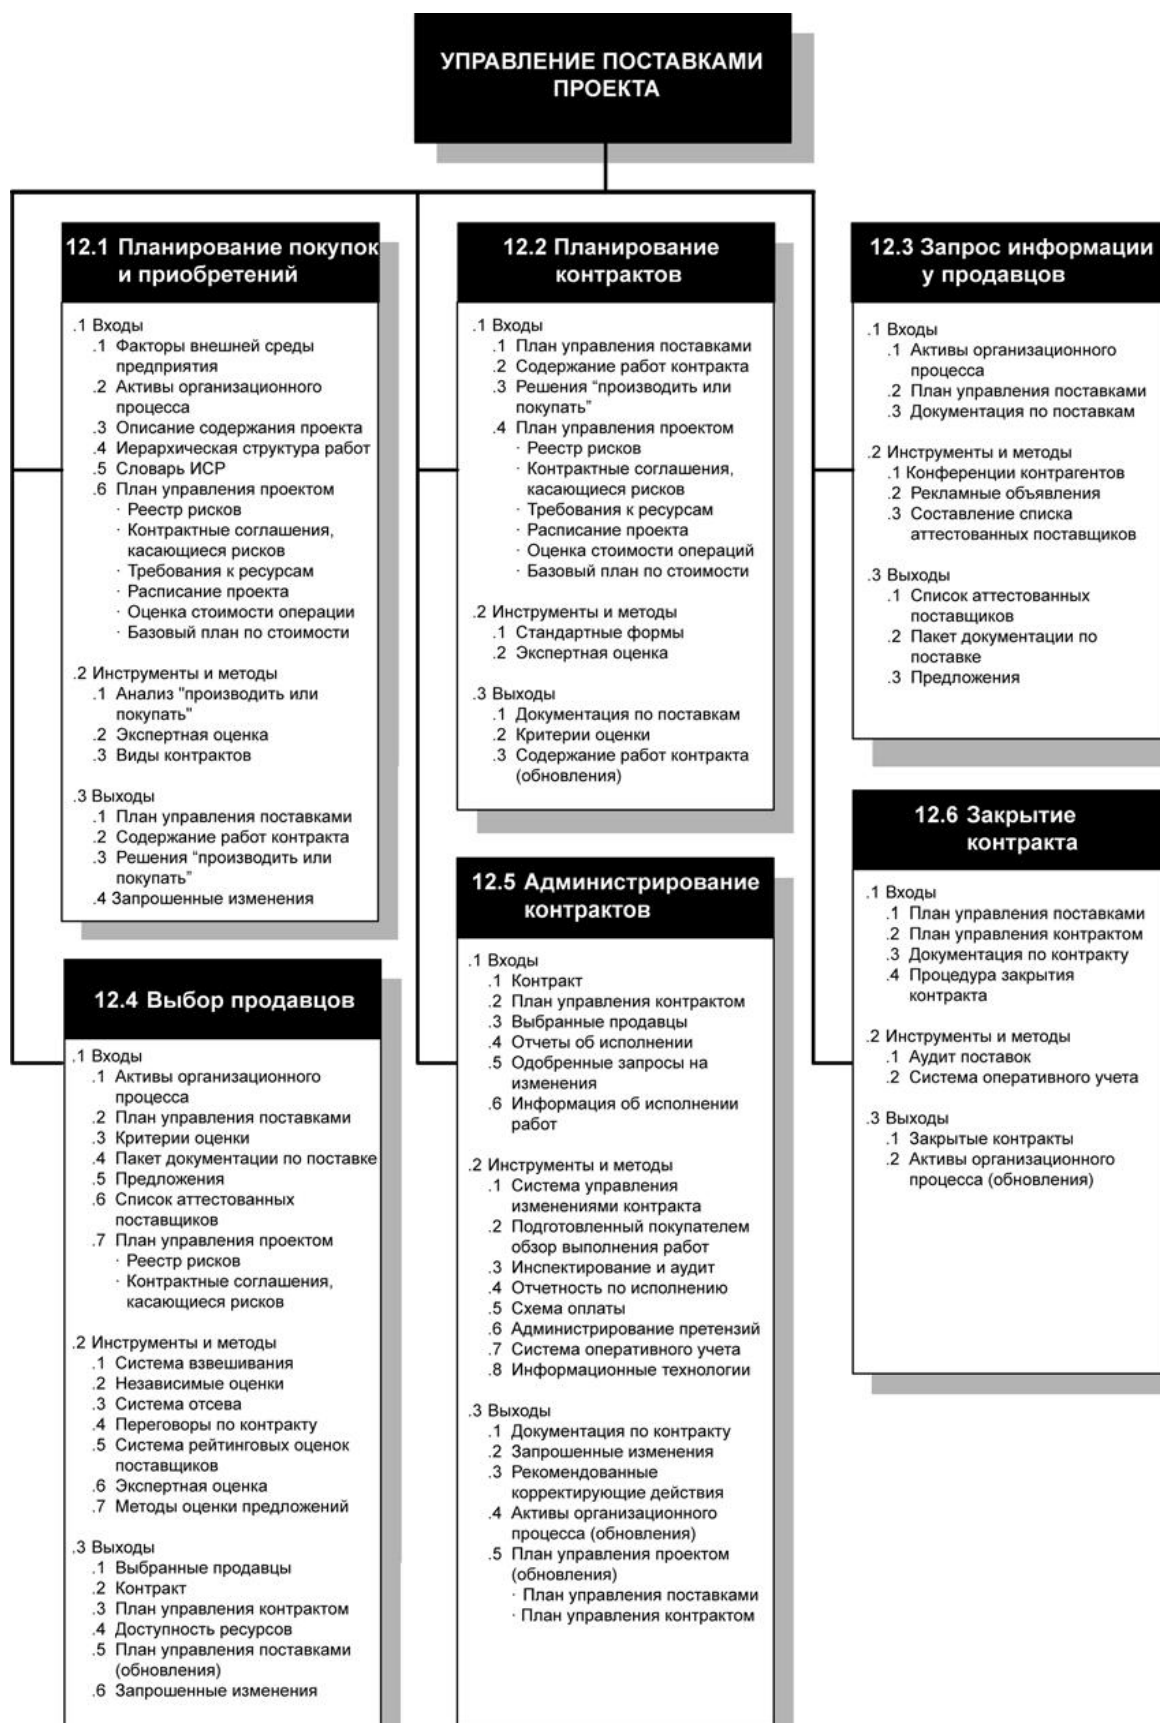 УПРАВЛЕНИЕ ПОСТАВКАМИ
ПРОЕКТА
12.1 Планирование покупок
и приобретений
.1 Входы
.1 Факторы внешней среды
предприятия
.2 Активы организационного
процесса
.3 Описание содержания проекта
.4 Иерархическая структура работ
.5 Словарь ИСР
.6 План управления проектом
· Реестр рисков
· Контрактные соглашения,
касающиеся рисков
· Требования к ресурсам
· Расписание проекта
· Оценка стоимости операции
· Базовый план по стоимости
.2 Инструменты и методы
.1 Анализ "производить или
покупать"
.2 Экспертная оценка
.3 Виды контрактов
.3 Выходы
.1 План управления поставками
.2 Содержание работ контракта
.3 Решения “производить или
покупать”
.4 Запрошенные изменения
12.2 Планирование
контрактов
.1 Входы
.1 План управления поставками
.2 Содержание работ контракта
.3 Решения “производить или
покупать”
.4 План управления проектом
· Реестр рисков
· Контрактные соглашения,
касающиеся рисков
· Требования к ресурсам
· Расписание проекта
· Оценка стоимости операций
· Базовый план по стоимости
.2 Инструменты и методы
.1 Стандартные формы
.2 Экспертная оценка
.3 Выходы
.1 Документация по поставкам
.2 Критерии оценки
.3 Содержание работ контракта
(обновления)
12.3 Запрос информации
у продавцов
.1 Входы
.1 Активы организационного
процесса
.2 План управления поставками
.3 Документация по поставкам
.2 Инструменты и методы
.1 Конференции контрагентов
.2 Рекламные объявления
.3 Составление списка
аттестованных поставщиков
.3 Выходы
.1 Список аттестованных
поставщиков
.2 Пакет документации по
поставке
.3 Предложения
12.4 Выбор продавцов
.1 Входы
.1 Активы организационного
процесса
.2 План управления поставками
.3 Критерии оценки
.4 Пакет документации по поставке
.5 Предложения
.6 Список аттестованных
поставщиков
.7 План управления проектом
· Реестр рисков
· Контрактные соглашения,
касающиеся рисков
.2 Инструменты и методы
.1 Система взвешивания
.2 Независимые оценки
.3 Система отсева
.4 Переговоры по контракту
.5 Система рейтинговых оценок
поставщиков
.6 Экспертная оценка
.7 Методы оценки предложений
.3 Выходы
.1 Выбранные продавцы
.2 Контракт
.3 План управления контрактом
.4 Доступность ресурсов
.5 План управления поставками
(обновления)
.6 Запрошенные изменения
12.5 Администрирование
контрактов
.1 Входы
.1 Контракт
.2 План управления контрактом
.3 Выбранные продавцы
.4 Отчеты об исполнении
.5 Одобренные запросы на
изменения
.6 Информация об исполнении
работ
.2 Инструменты и методы
.1 Система управления
изменениями контракта
.2 Подготовленный покупателем
обзор выполнения работ
.3 Инспектирование и аудит
.4 Отчетность по исполнению
.5 Схема оплаты
.6 Администрирование претензий
.7 Система оперативного учета
.8 Информационные технологии
.3 Выходы
.1 Документация по контракту
.2 Запрошенные изменения
.3 Рекомендованные
корректирующие действия
.4 Активы организационного
процесса (обновления)
.5 План управления проектом
(обновления)
· План управления поставками
· План управления контрактом
12.6 Закрытие
контракта
.1 Входы
.1 План управления поставками
.2 План управления контрактом
.3 Документация по контракту
.4 Процедура закрытия
контракта
.2 Инструменты и методы
.1 Аудит поставок
.2 Система оперативного учета
.3 Выходы
.1 Закрытые контракты
.2 Активы организационного
процесса (обновления)